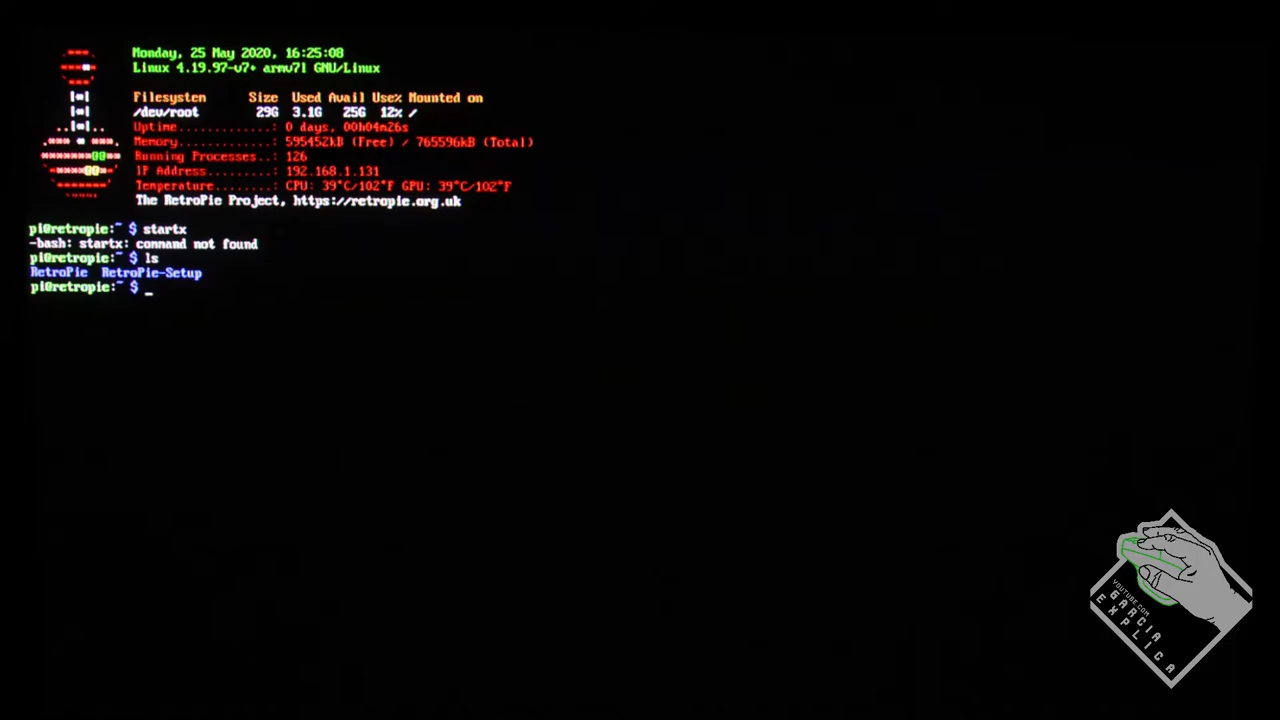 Monday, 25 May 2020, 16:25:08
Linux 4.19.97-v7+ armv7l GNU/Linux
Filesystem Size Used Avail Use% Mounted on
/dev/root 29G 3.1G 25G 12% /
Uptime.............: 0 days, 00h04m26s
Memory.............: 595452kB (Free) / 765596kB (Total)
Running Processes..: 126
IP Address.........: 192.168.1.131
Temperature........: CPU: 39°C/102°F GPU: 39°C/102°F
The RetroPie Project, https://retropie.org.uk
pi@retropie:~ $ startx
-bash: startx: command not found
pi@retropie:~ $ ls
RetroPie RetroPie-Setup
pi@retropie:~ $ _
YOUTUBE.COM
GARCIA
EXPLICA